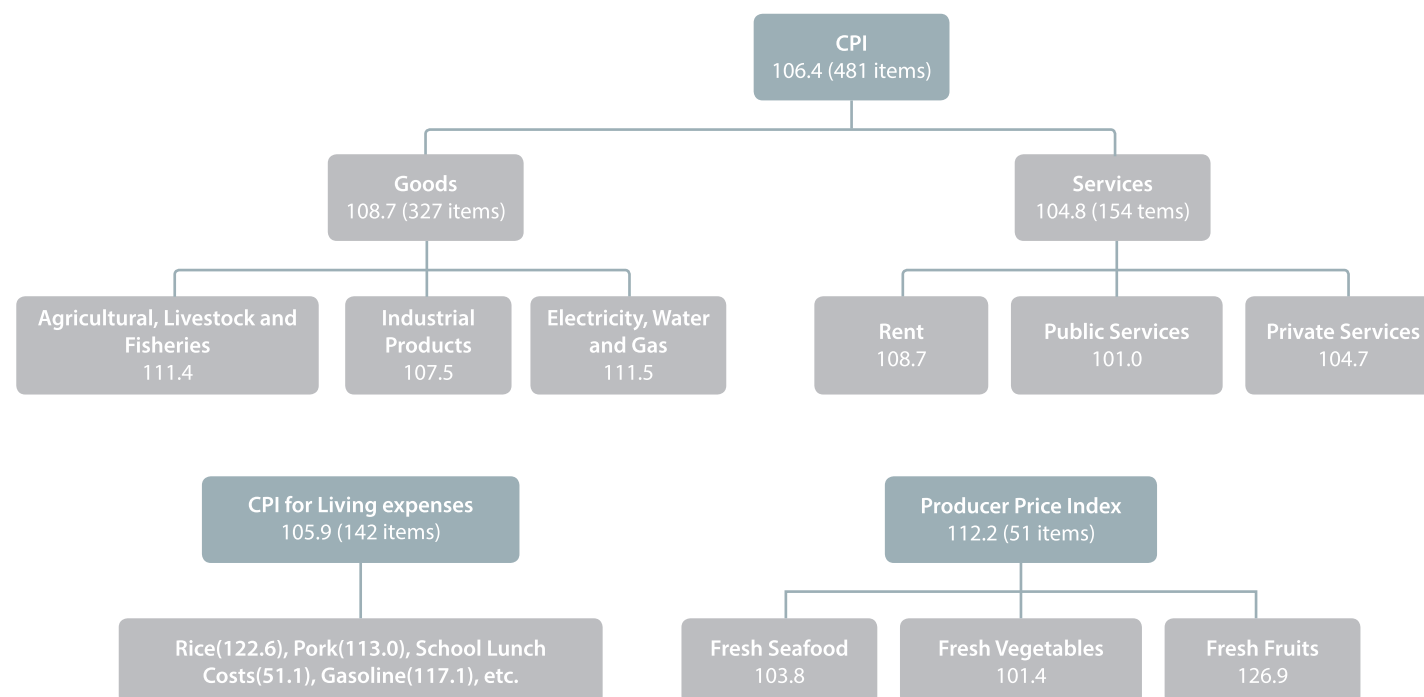 CPI
106.4 (481 items)
Goods
108.7 (327 items)
Services
104.8 (154 tems)
Agricultural, Livestock and
Fisheries
111.4
Industrial
Products
107.5
Electricity, Water
and Gas
111.5
Rent
108.7
Public Services
101.0
Private Services
104.7
CPI for Living expenses
105.9 (142 items)
Producer Price Index
112.2 (51 items)
Rice(122.6), Pork(113.0), School Lunch
Costs(51.1), Gasoline(117.1), etc.
Fresh Seafood
103.8
Fresh Vegetables
101.4
Fresh Fruits
126.9